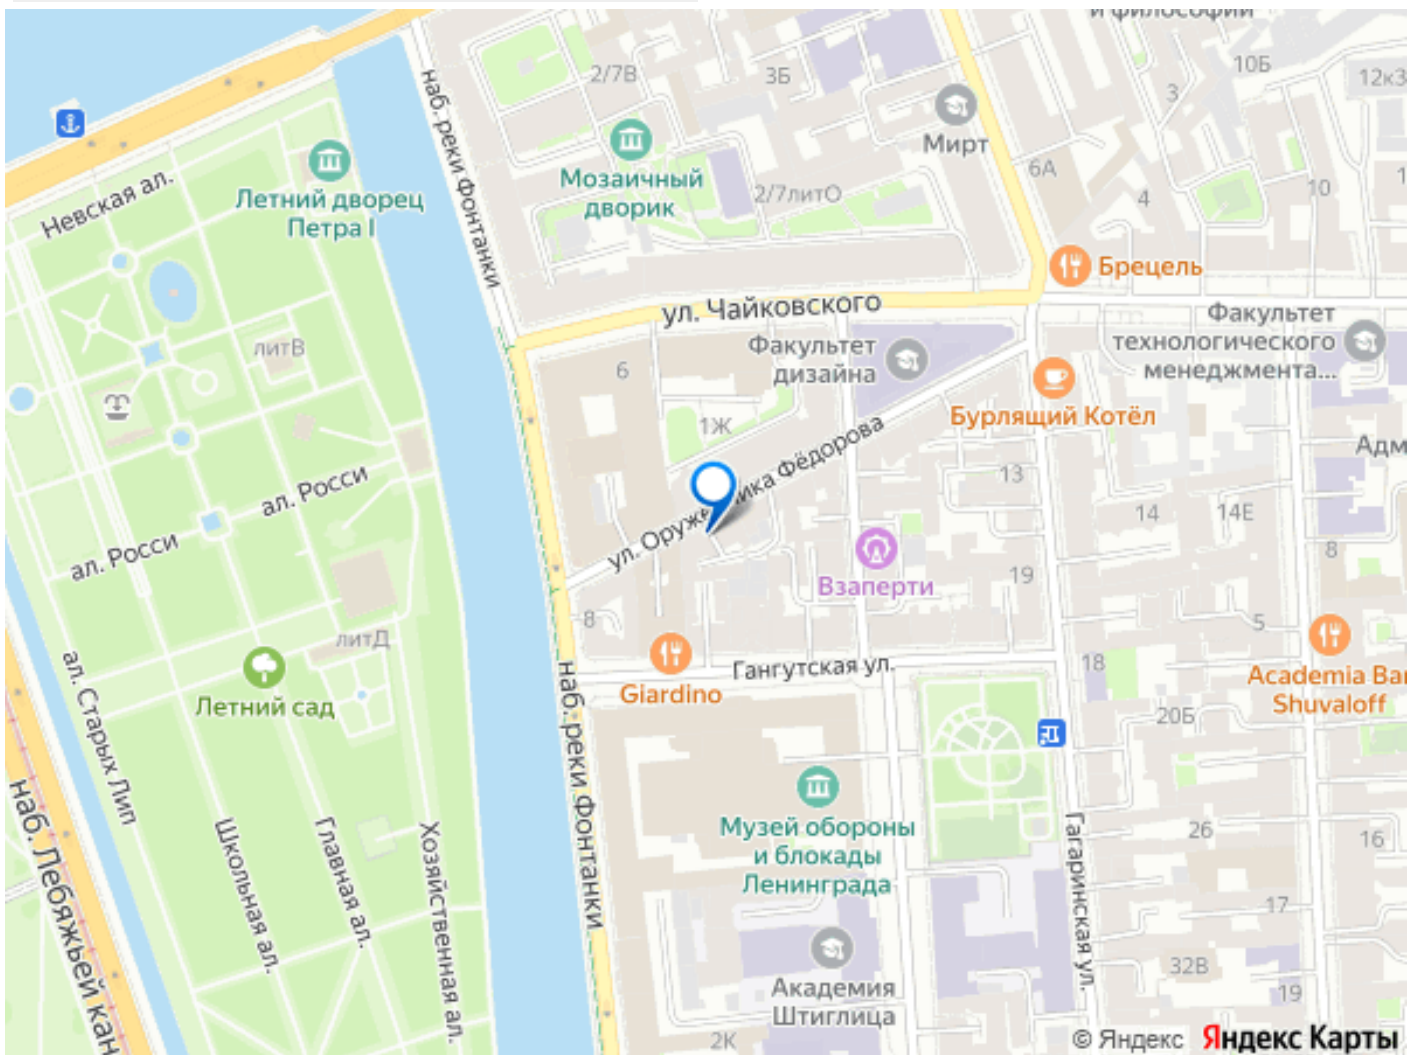 и философии
10Б
12к3
2/7В
3Б
3
наб. реки Фонтанки
Мирт
Мозаичный
дворик
6А
2/7литО
4
10
Невская ал.
Летний дворец
Петра I
Брецель
ул. Чайковского
Факультет
технологического
менеджмента...
Факультет
дизайна
литВ
6
1Ж
Бурлящий Котёл
Адм
ул. Оруже
ика Фёдорова
ал. Росси
ал. Росси
13
14
14Е
8
Взаперти
19
8
5
литД
Гангутская ул.
18
Giardino
Летний сад
Academia Bar
Shuvaloff
20Б
ал. Старых Лип
наб. реки Фонтанки
Музей обороны
и блокады
Ленинграда
26
16
наб. Лебяжьей кан
Школьная ал.
Главная ал.
Хозяйственная ал.
Гагаринская ул.
17
32В
19
Академия
Штиглица
2К
© Яндекс Яндекс Карты